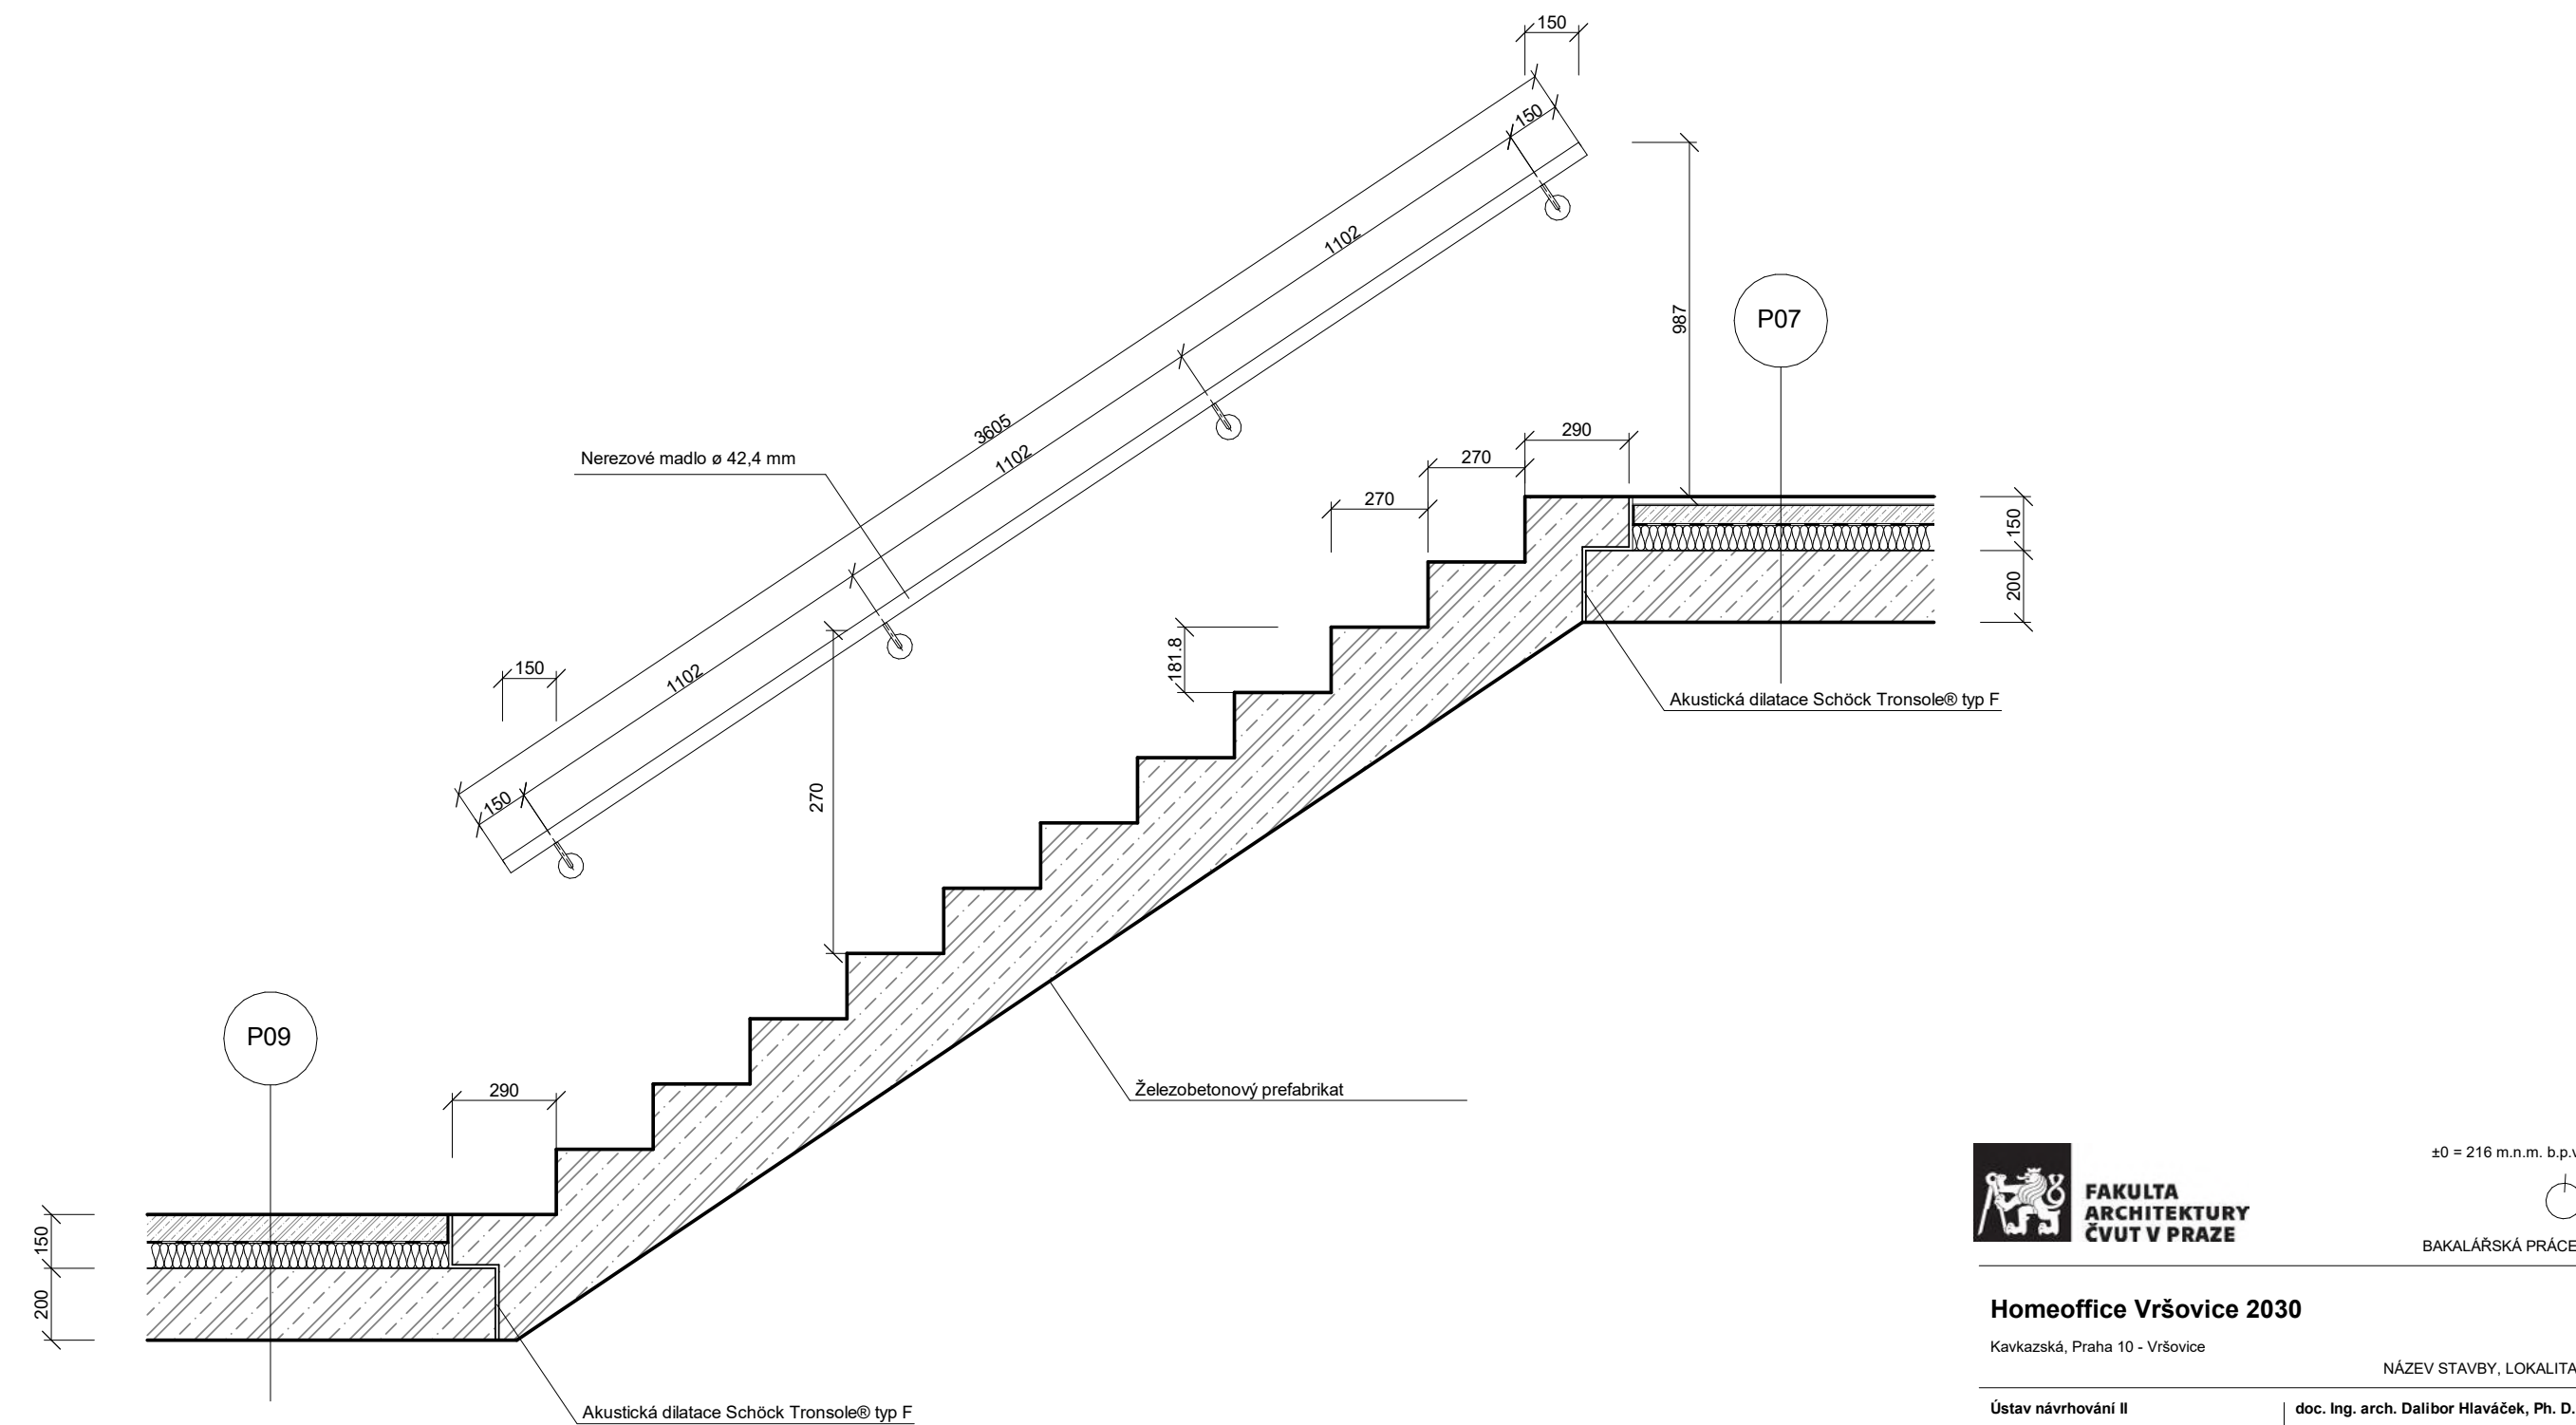 150
150
1102
987
P07
3605
1102
Nerezové madlo ø 42,4 mm
290
270
270
150
200
1102
150
181.8
270
Akustická dilatace Schöck Tronsole® typ F
150
P09
290
Železobetonový prefabrikat
150
200
Akustická dilatace Schöck Tronsole® typ F
±0 = 216 m.n.m. b.p.v
FAKULTA
ARCHITEKTURY
ČVUT V PRAZE
BAKALÁŘSKÁ PRÁCE
Homeoffice Vršovice 2030
Kavkazská, Praha 10 - Vršovice
NÁZEV STAVBY, LOKALITA
Ústav návrhování II
doc. Ing. arch. Dalibor Hlaváček, Ph. D.